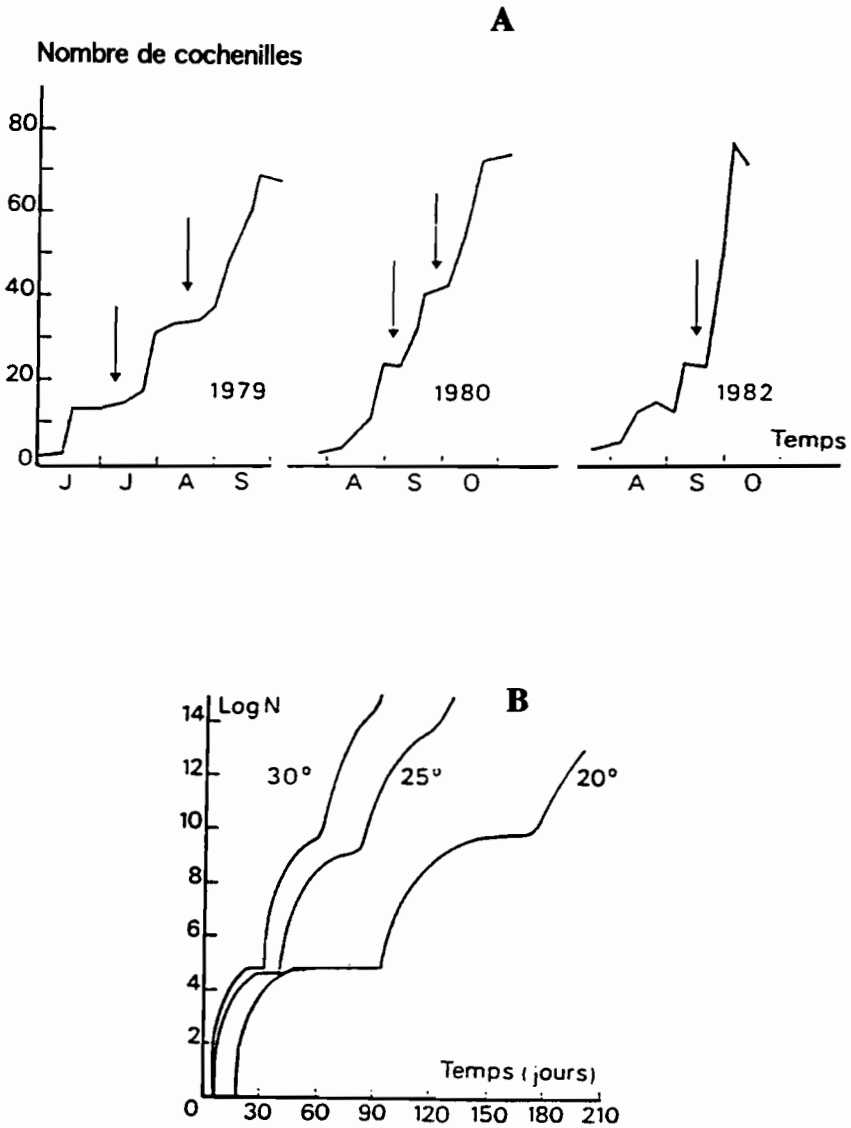 A
Nombre de cochenilles
80
60
40
20
0
1979
1980
1982
Temps
J J A S
A S O
A S O
B
Log N
14
12
10
8
6
4
2
0
30°
25°
20°
Temps (jours)
30 60 90 120 150 180 210